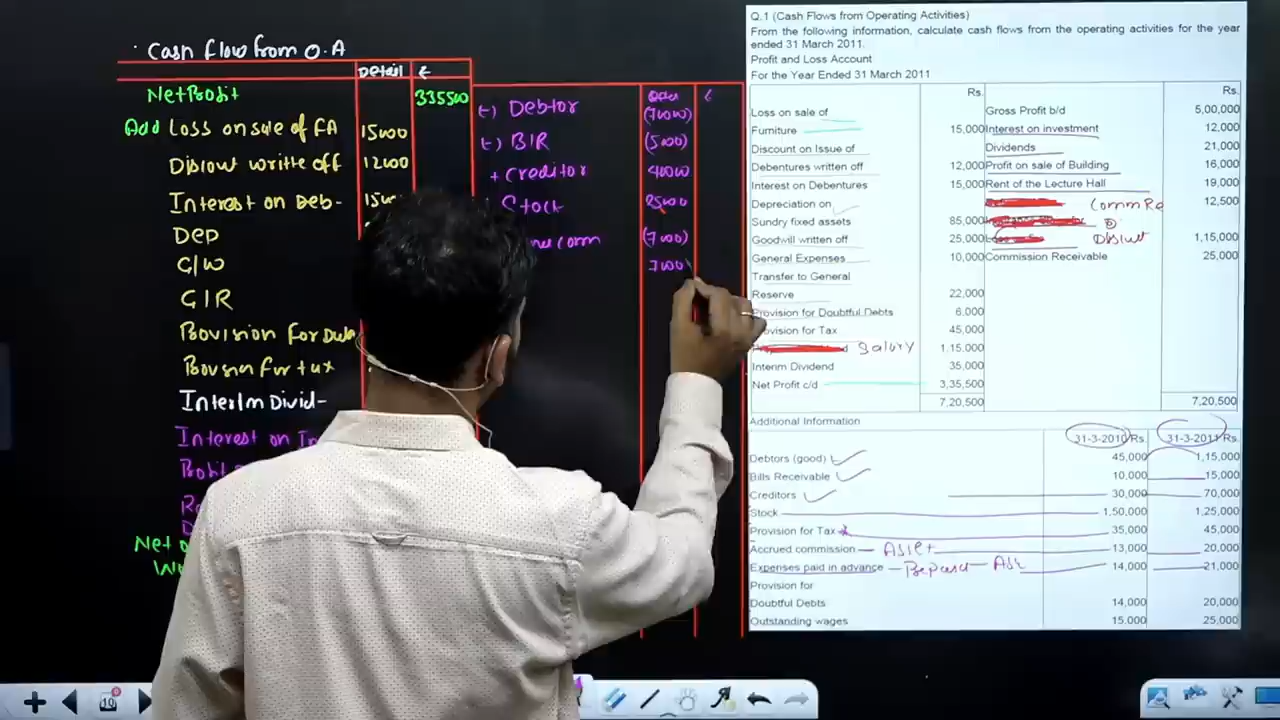 Cash flow from O.A
Detail ₹
Net Profit 335500
Add Loss on sale of FA 15000
Discout writte off 12000
Interest on Deb-
DEP
G/W
GIR
Provision for Dub
Provision for tax
Interim Divid-
Interest on In
Profit
Net
(-) Debtor (70000)
(-) BIR (5000)
+ Creditor 40000
+ Stock 25000
comm (7000)
7000
Q.1 (Cash Flows from Operating Activities)
From the following information, calculate cash flows from the operating activities for the year
ended 31 March 2011.
Profit and Loss Account
For the Year Ended 31 March 2011
Rs. Rs.
Loss on sale of Gross Profit b/d 5,00,000
Furniture 15,000 Interest on investment 12,000
Discount on Issue of Dividends 21,000
Debentures written off 12,000 Profit on sale of Building 16,000
Interest on Debentures 15,000 Rent of the Lecture Hall 19,000
Depreciation on Comm Re 12,500
Sundry fixed assets 85,000
Goodwill written off 25,000 Discut 1,15,000
General Expenses 10,000 Commission Receivable 25,000
Transfer to General
Reserve 22,000
Provision for Doubtful Debts 6,000
ovision for Tax 45,000
Salary 1,15,000
Interim Dividend 35,000
Net Profit c/d 3,35,500
7,20,500 7,20,500
Additional Information
31-3-2010 Rs. 31-3-2011 Rs.
Debtors (good) 45,000 1,15,000
Bills Receivable 10,000 15,000
Creditors 30,000 70,000
Stock 1,50,000 1,25,000
Provision for Tax 35,000 45,000
Accrued commission — Asset 13,000 20,000
Expenses paid in advance — Prepaid — Ass 14,000 21,000
Provision for
Doubtful Debts 14,000 20,000
Outstanding wages 15,000 25,000
10